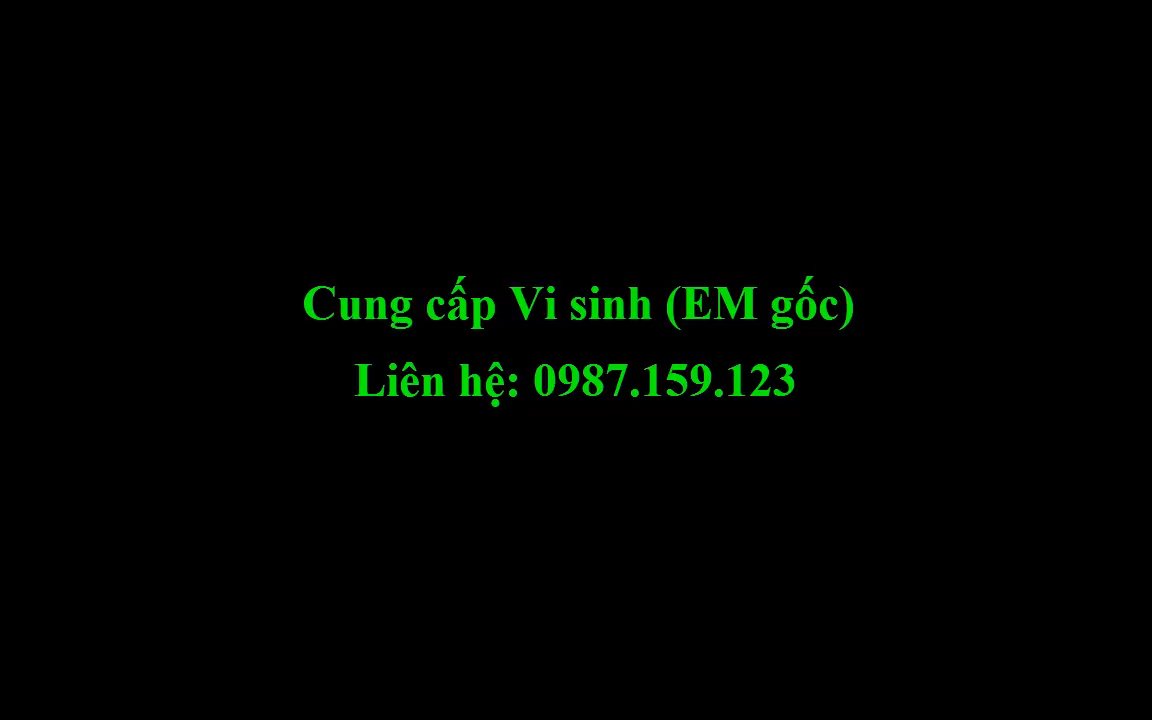 Cung cấp Vi sinh (EM gốc)
Liên hệ: 0987.159.123